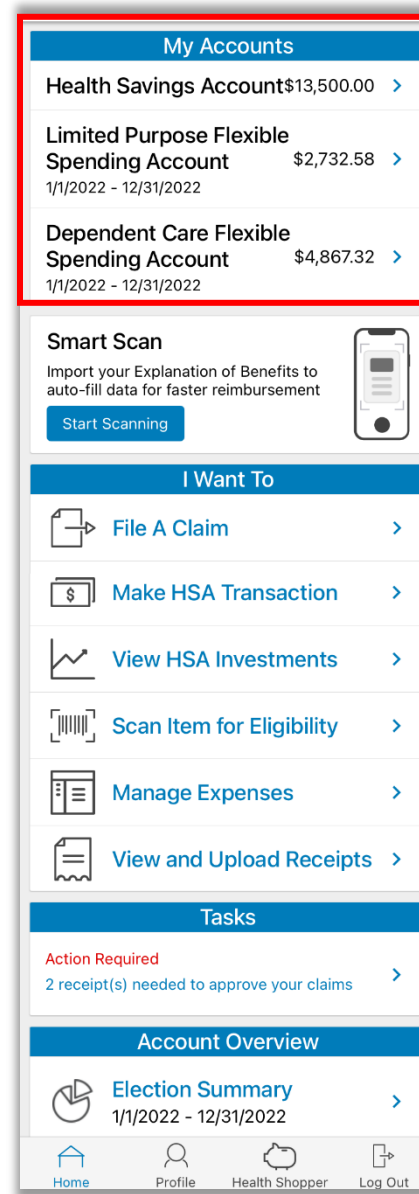 My Accounts
Health Savings Account $13,500.00
Limited Purpose Flexible
Spending Account $2,732.58
1/1/2022 - 12/31/2022
Dependent Care Flexible
Spending Account $4,867.32
1/1/2022 - 12/31/2022
Smart Scan
Import your Explanation of Benefits to
auto-fill data for faster reimbursement
Start Scanning
I Want To
File A Claim
$ Make HSA Transaction
View HSA Investments
Scan Item for Eligibility
Manage Expenses
View and Upload Receipts
Tasks
Action Required
2 receipt(s) needed to approve your claims
Account Overview
Election Summary
1/1/2022 - 12/31/2022
Home Profile Health Shopper Log Out